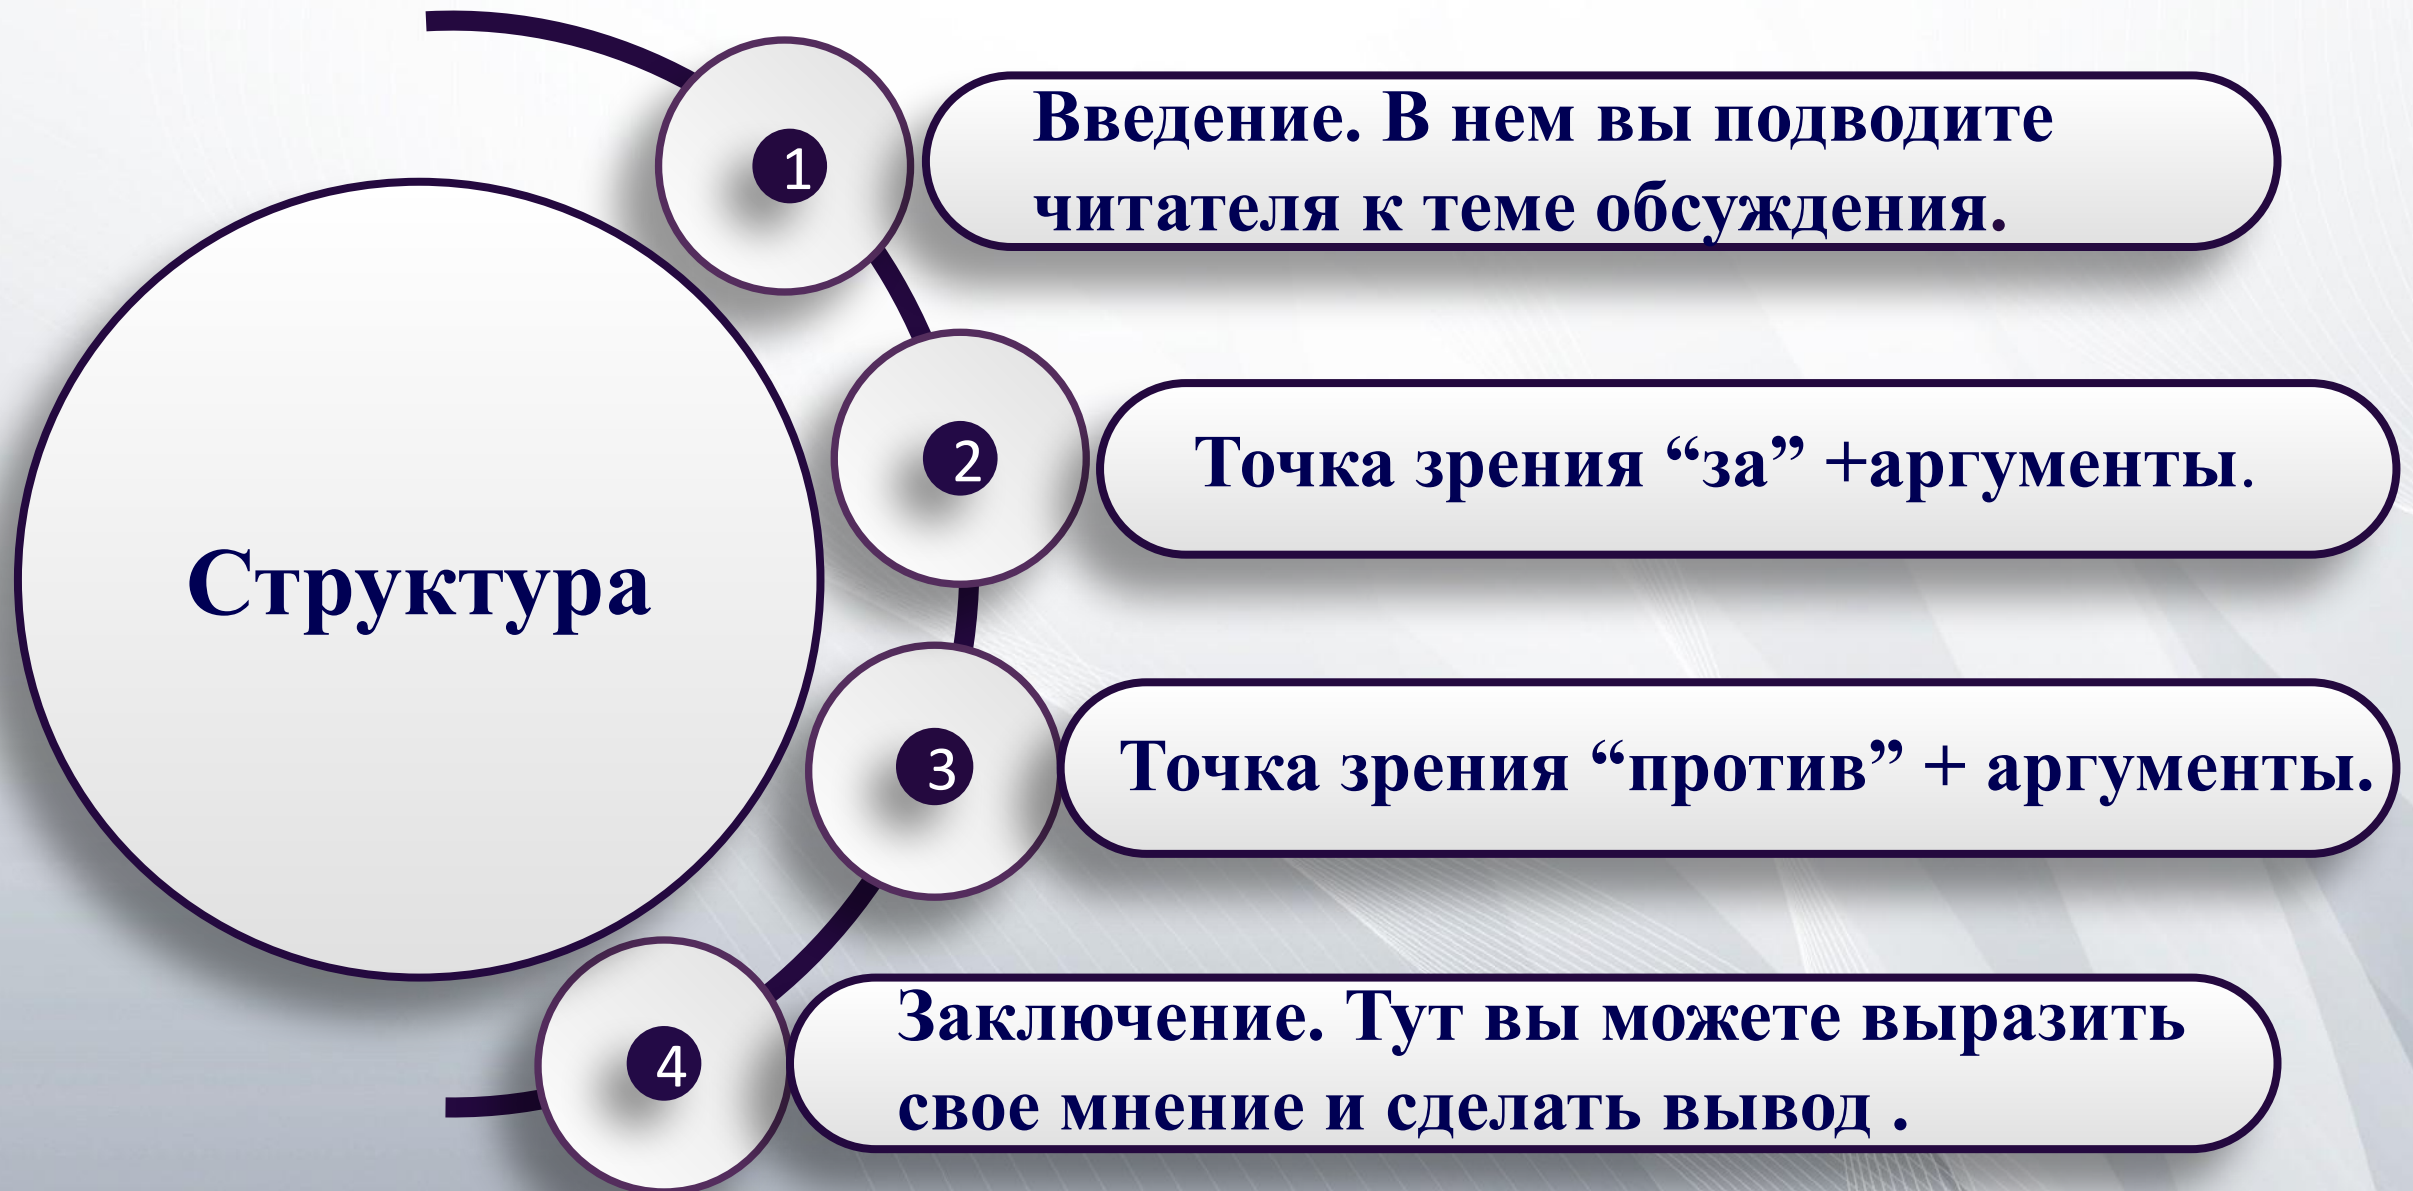 Структура
1
Введение. В нем вы подводите
читателя к теме обсуждения.
2
Точка зрения “за” +аргументы.
3
Точка зрения “против” + аргументы.
4
Заключение. Тут вы можете выразить
свое мнение и сделать вывод .